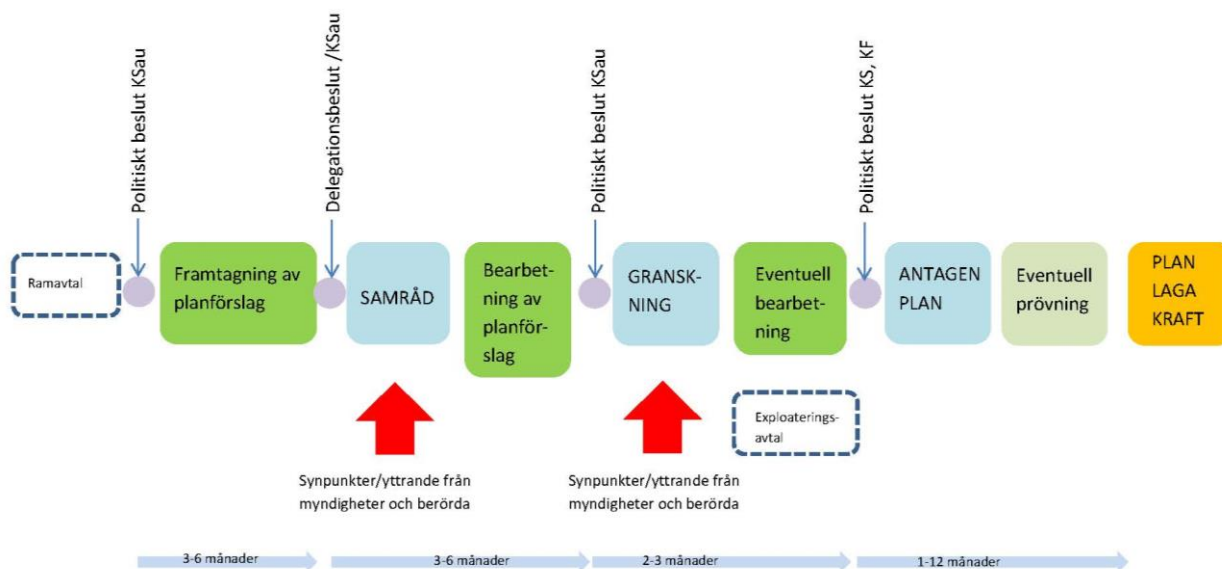 Politiskt beslut KSau
Delegationsbeslut /KSau
Politiskt beslut KSau
Politiskt beslut KS, KF
Ramavtal
Framtagning av
planförslag
SAMRÅD
Bearbet-
ning av
planför-
slag
GRANSK-
NING
Eventuell
bearbet-
ning
ANTAGEN
PLAN
Eventuell
prövning
PLAN
LAGA
KRAFT
Exploaterings-
avtal
Synpunkter/yttrande från
myndigheter och berörda
Synpunkter/yttrande från
myndigheter och berörda
3-6 månader
3-6 månader
2-3 månader
1-12 månader